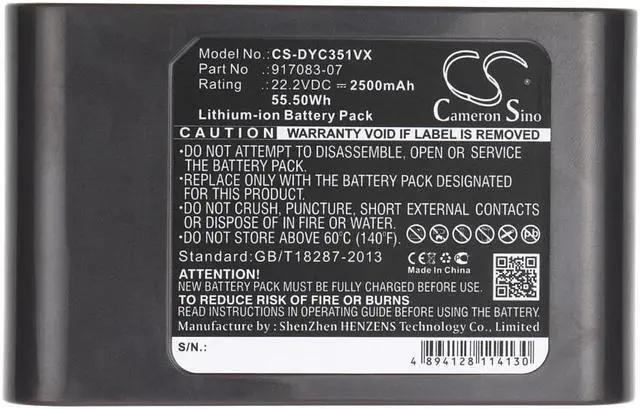 Model No.: CS-DYC351VX
Part No .: 917083-07
Rating .: 22.2VDC ⎓ 2500mAh
55.50Wh
Lithium-ion Battery Pack
CS
Cameron Sino
CAUTION WARRANTY VOID IF LABEL IS REMOVED
•DO NOT ATTEMPT TO DISASSEMBLE, OPEN OR SERVICE
THE BATTERY PACK.
•REPLACE ONLY WITH THE BATTERY PACK DESIGNATED
FOR THIS PRODUCT.
•DO NOT CRUSH, PUNCTURE, SHORT EXTERNAL CONTACTS
OR DISPOSE OF IN FIRE OR WATER.
•DO NOT STORE ABOVE 60°C (140°F).
Standard:GB/T18287-2013
CE
Made In China
ATTENTION!
NEW BATTERY PACK MUST BE FULLY CHARGED BEFORE USE.
TO REDUCE RISK OF FIRE OR BURNS
READ INSTRUCTIONS IN OPERATING GUIDE BEFORE USING BATTERY
Manufacture by : ShenZhen HENZENS Technology Co., Limited
S/N.:
4 894128 114130